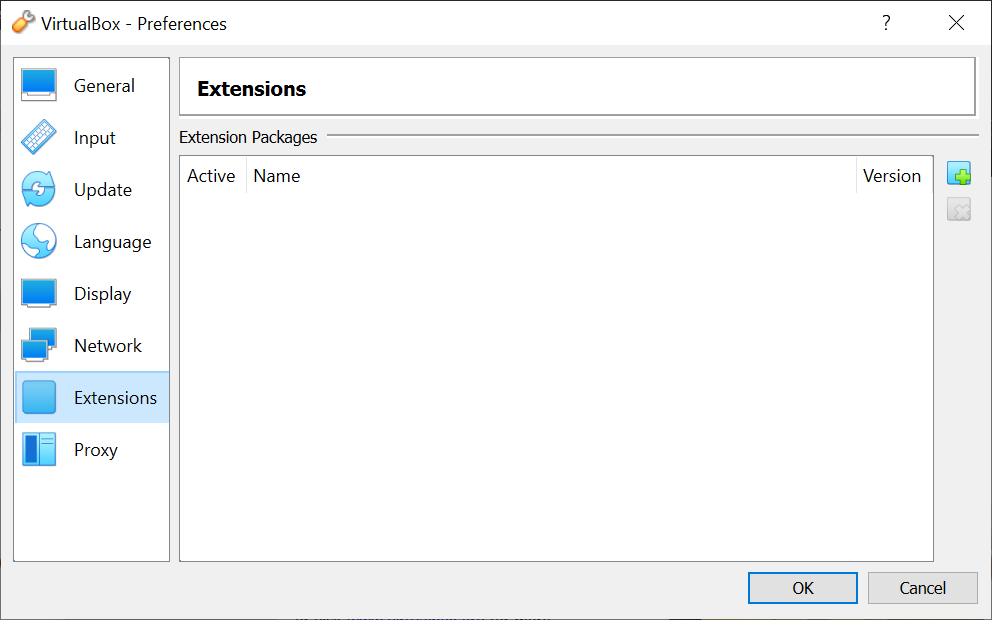 VirtualBox - Preferences
?
General
Input
Update
Language
Display
Network
Extensions
Proxy
Extensions
Extension Packages
Active Name Version
OK Cancel